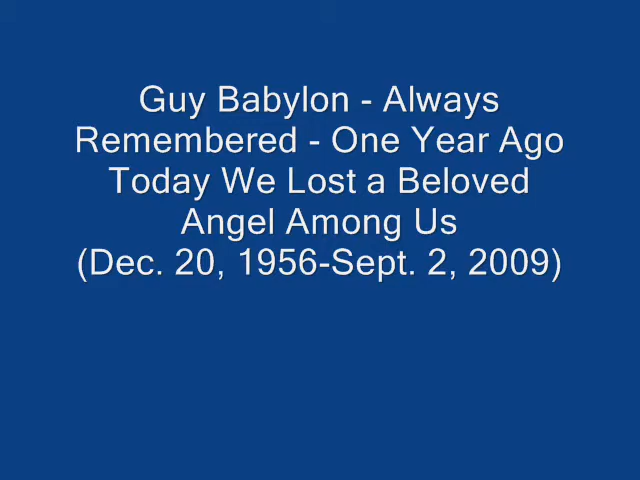 Guy Babylon - Always
Remembered - One Year Ago
Today We Lost a Beloved
Angel Among Us
(Dec. 20, 1956-Sept. 2, 2009)